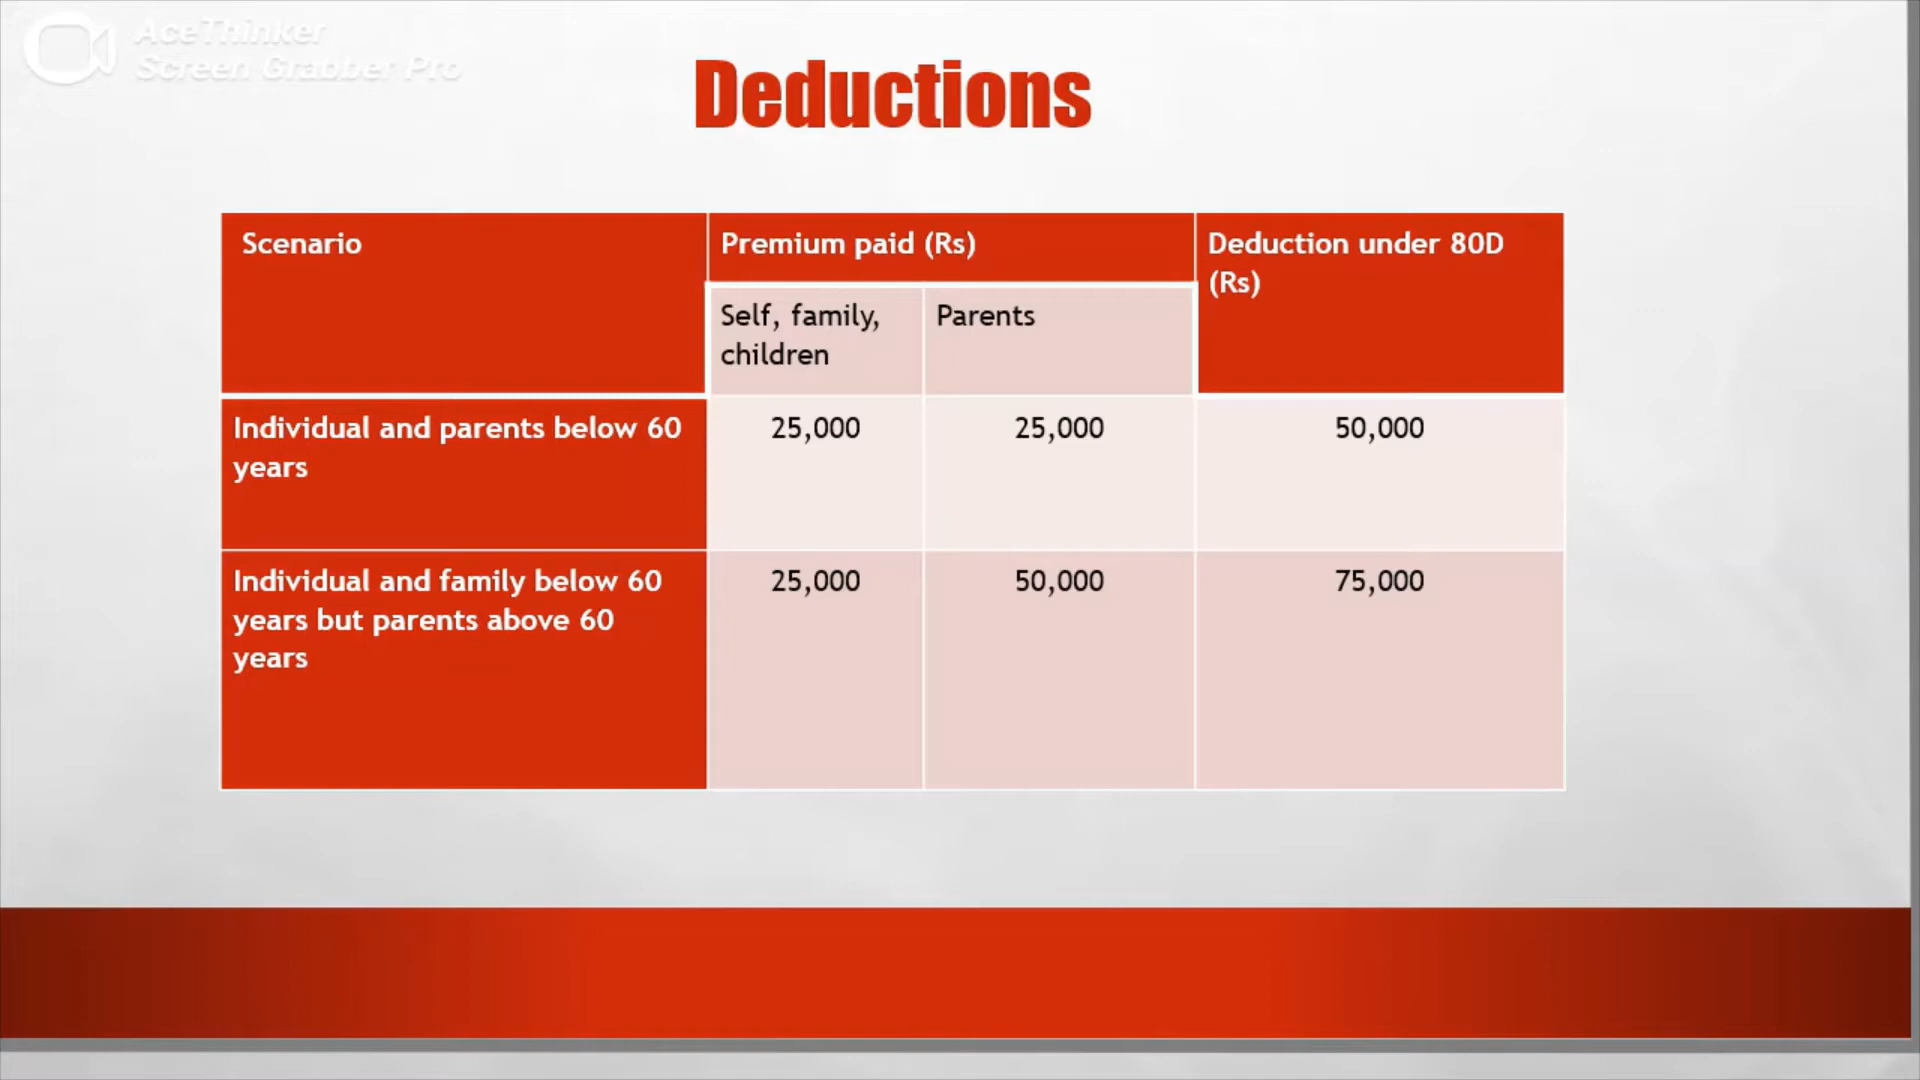 AceThinker
Screen Grabber Pro
Deductions
Scenario
Premium paid (Rs)
Deduction under 80D
(Rs)
Self, family,
children
Parents
Individual and parents below 60
years
25,000
25,000
50,000
Individual and family below 60
years but parents above 60
years
25,000
50,000
75,000